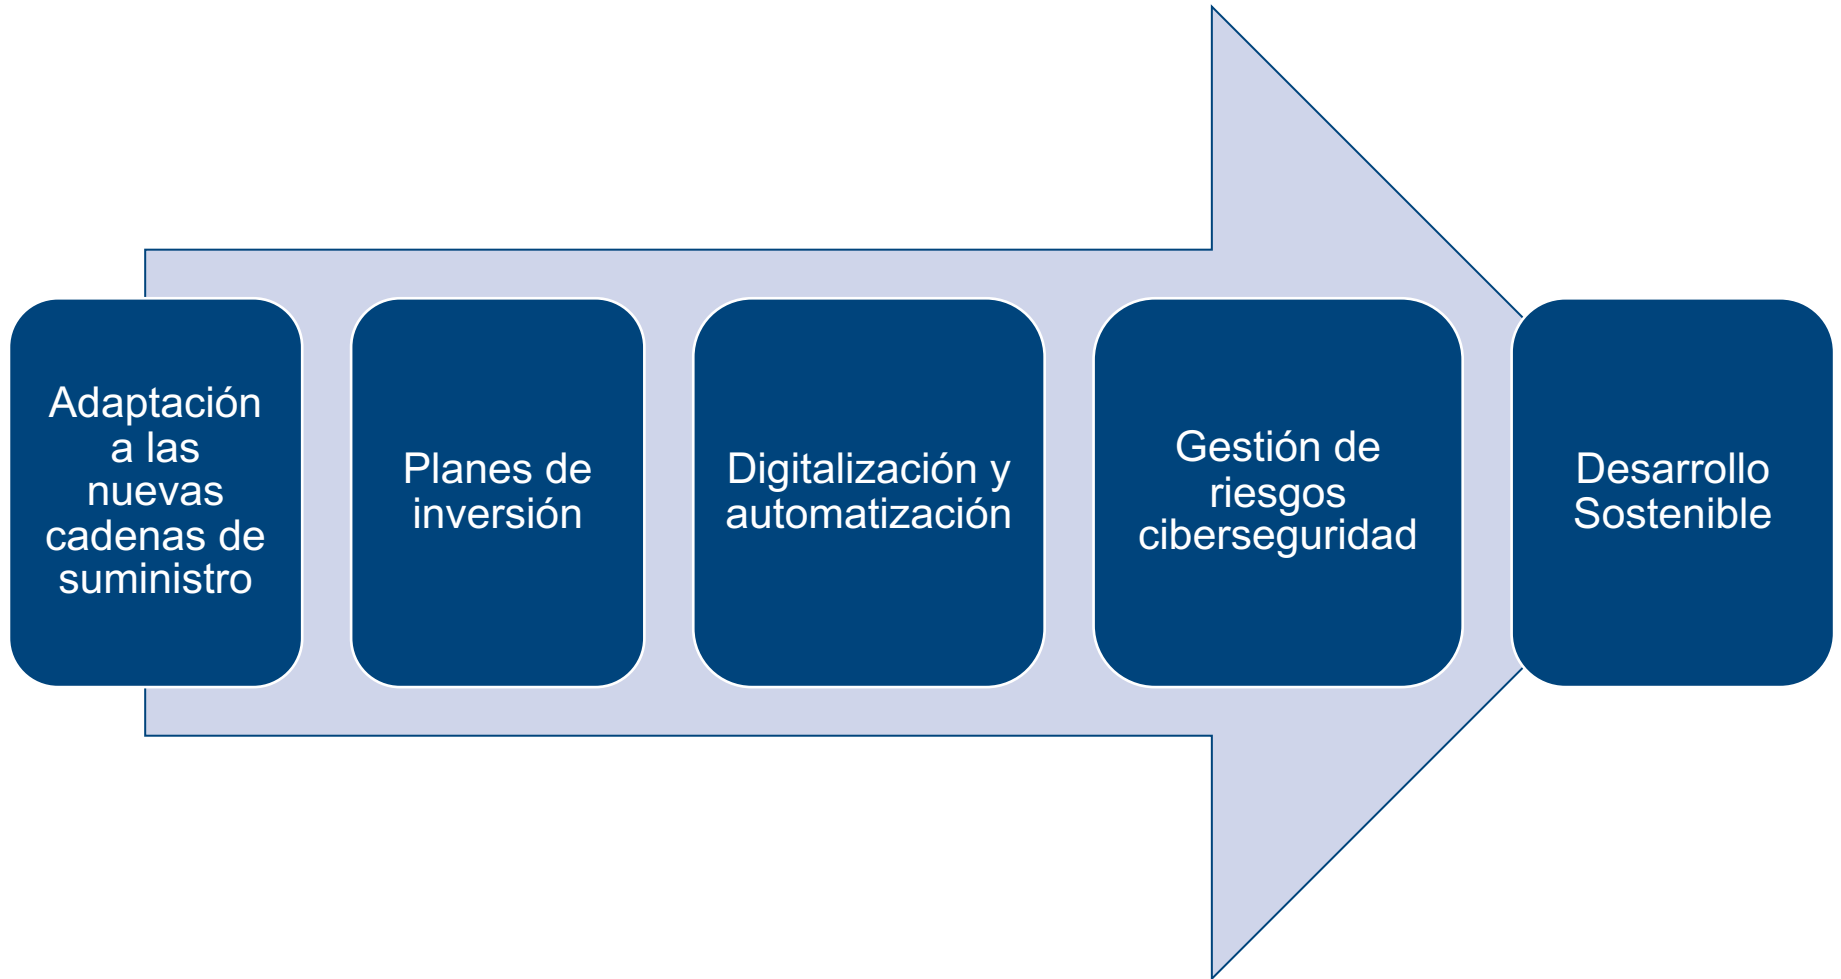 Adaptación
a las
nuevas
cadenas de
suministro
Planes de
inversión
Digitalización y
automatización
Gestión de
riesgos
ciberseguridad
Desarrollo
Sostenible